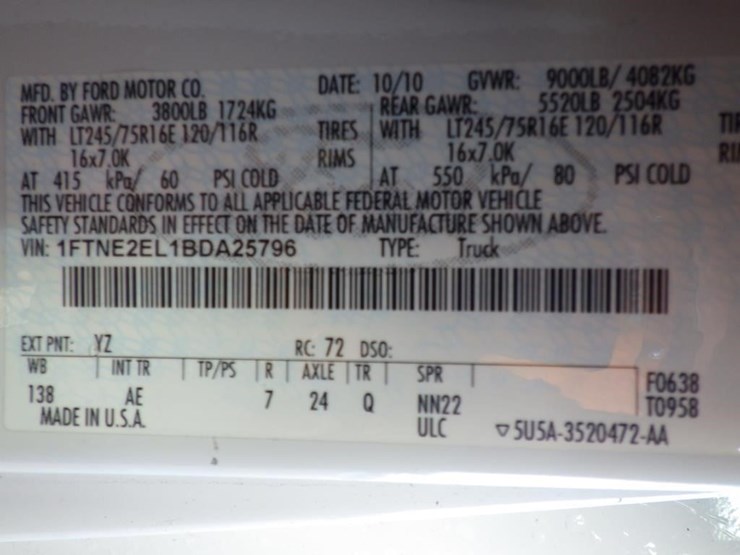 MFD. BY FORD MOTOR CO. DATE: 10/10 GVWR: 9000LB/ 4082KG
FRONT GAWR: 3800LB 1724KG REAR GAWR: 5520LB 2504KG
WITH LT245/75R16E 120/116R TIRES WITH LT245/75R16E 120/116R
16x7.0K RIMS 16x7.0K
AT 415 kPa/ 60 PSI COLD AT 550 kPa/ 80 PSI COLD
THIS VEHICLE CONFORMS TO ALL APPLICABLE FEDERAL MOTOR VEHICLE
SAFETY STANDARDS IN EFFECT ON THE DATE OF MANUFACTURE SHOWN ABOVE.
VIN: 1FTNE2EL1BDA25796 TYPE: Truck
EXT PNT: YZ RC: 72 DSO:
WB INT TR TP/PS R AXLE TR SPR F0638
138 AE 7 24 Q NN22 T0958
MADE IN U.S.A. ULC 5U5A-3520472-AA